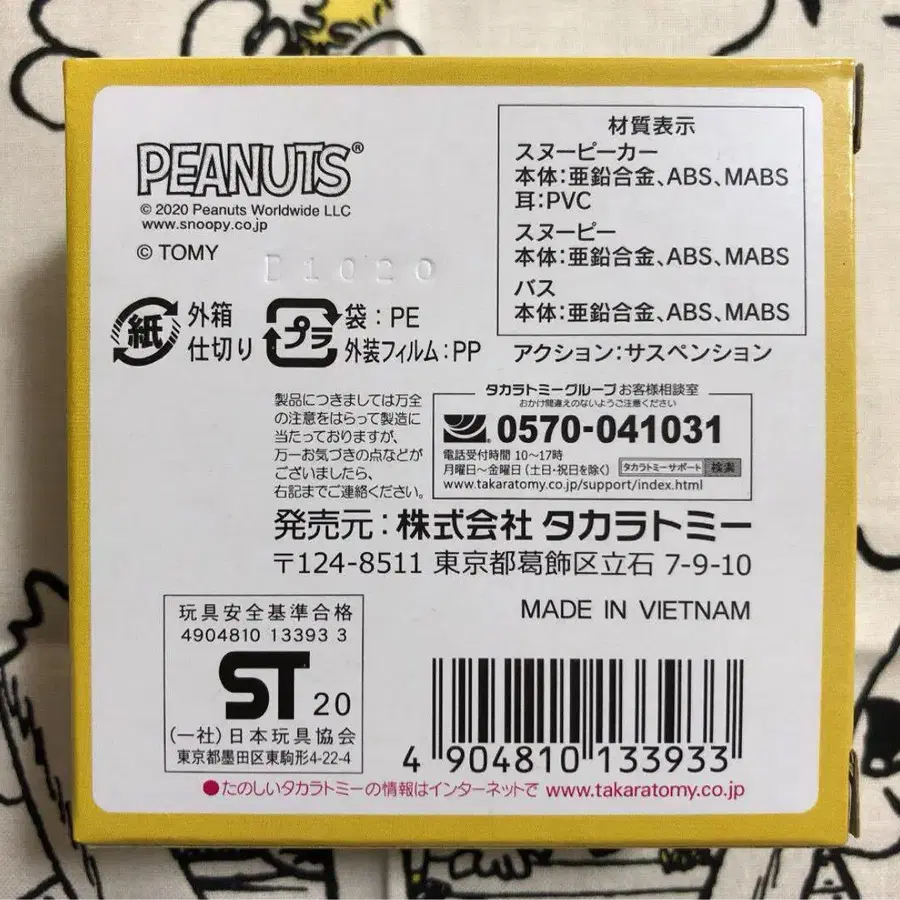 PEANUTS®
© 2020 Peanuts Worldwide LLC
www.snoopy.co.jp
© TOMY
D1020
材質表示
スヌーピーカー
本体:亜鉛合金、ABS、MABS
耳:PVC
スヌーピー
本体:亜鉛合金、ABS、MABS
バス
本体:亜鉛合金、ABS、MABS
アクション:サスペンション
紙
外箱
仕切り
プラ
袋:PE
外装フィルム:PP
製品につきましては万全
の注意をはらって製造に
当たっておりますが、
万一お気づきの点などが
ございましたら、
右記までご連絡ください。
タカラトミーグループ お客様相談室
おかけ間違えのないようご注意ください
0570-041031
電話受付時間 10〜17時
月曜日〜金曜日 (土日・祝日を除く) タカラトミーサポート 検索
www.takaratomy.co.jp/support/index.html
発売元:株式会社 タカラトミー
〒124-8511 東京都葛飾区立石 7-9-10
MADE IN VIETNAM
玩具安全基準合格
4904810 13393 3
ST 20
(一社)日本玩具協会
東京都墨田区東駒形4-22-4
4 904810 133933
●たのしいタカラトミーの情報はインターネットで www.takaratomy.co.jp